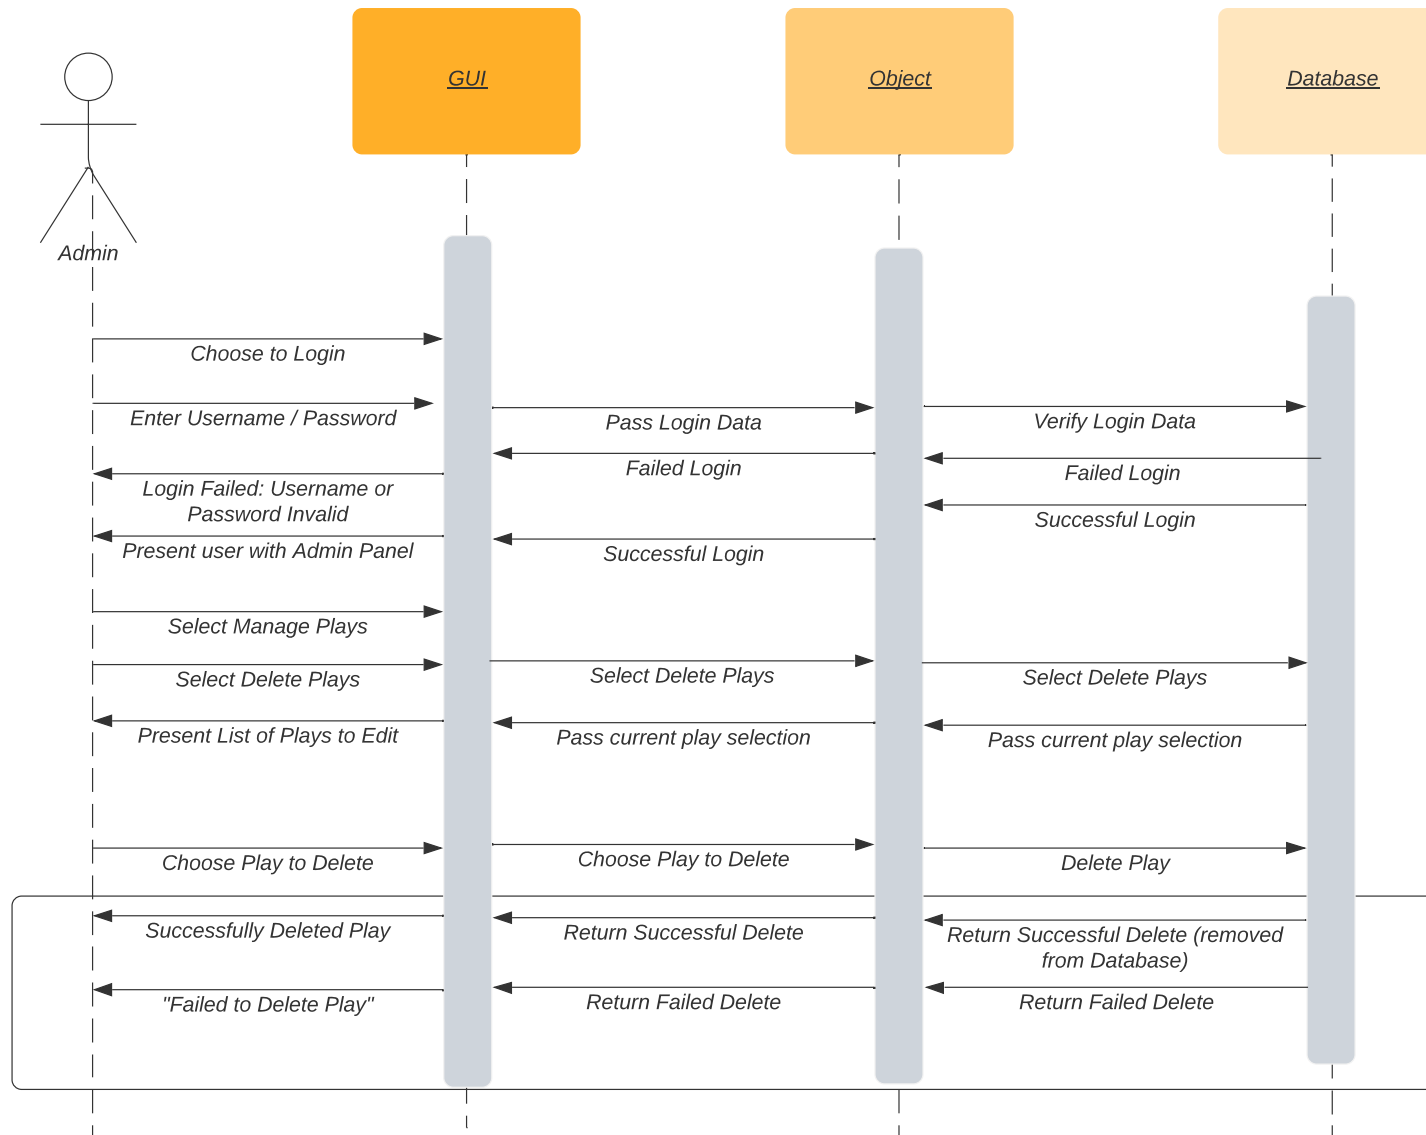 GUI
Object
Database
Admin
Choose to Login
Enter Username / Password
Pass Login Data
Verify Login Data
Failed Login
Failed Login
Login Failed: Username or
Password Invalid
Successful Login
Present user with Admin Panel
Successful Login
Select Manage Plays
Select Delete Plays
Select Delete Plays
Select Delete Plays
Present List of Plays to Edit
Pass current play selection
Pass current play selection
Choose Play to Delete
Choose Play to Delete
Delete Play
Successfully Deleted Play
Return Successful Delete
Return Successful Delete (removed
from Database)
"Failed to Delete Play"
Return Failed Delete
Return Failed Delete